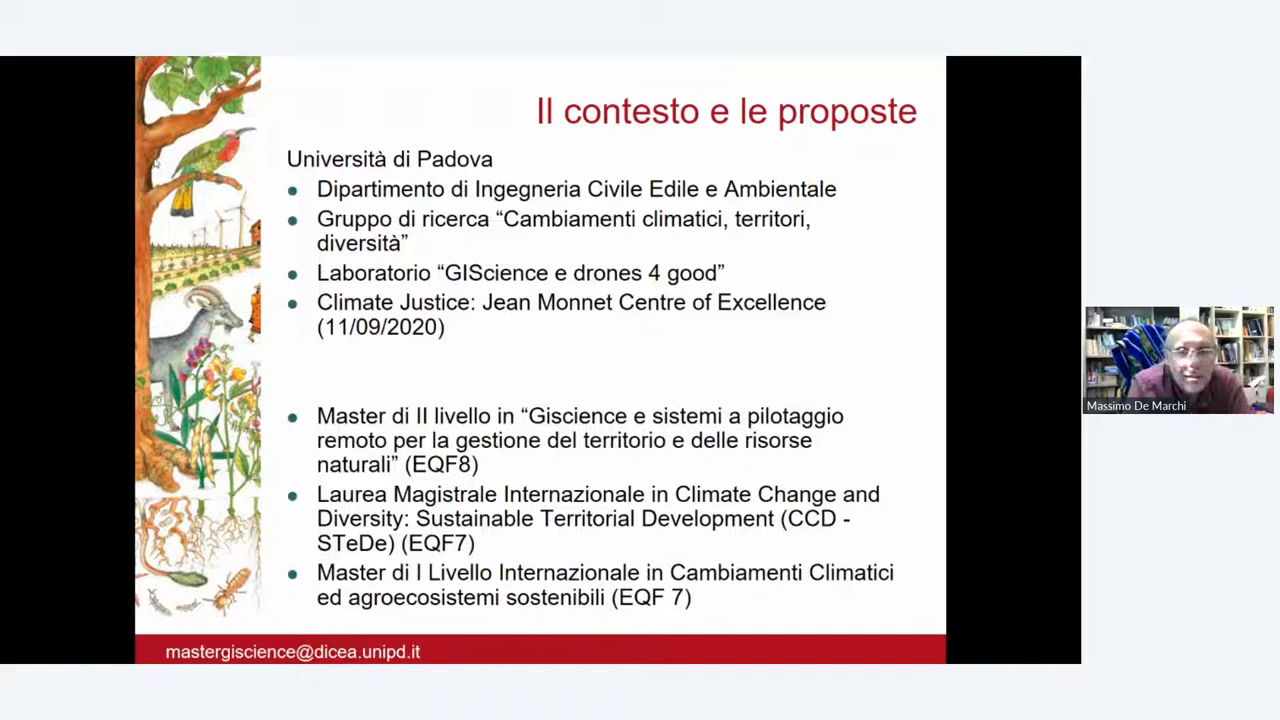 Il contesto e le proposte
Università di Padova
Dipartimento di Ingegneria Civile Edile e Ambientale
Gruppo di ricerca “Cambiamenti climatici, territori,
diversità”
Laboratorio “GIScience e drones 4 good”
Climate Justice: Jean Monnet Centre of Excellence
(11/09/2020)
Master di II livello in “Giscience e sistemi a pilotaggio
remoto per la gestione del territorio e delle risorse
naturali” (EQF8)
Laurea Magistrale Internazionale in Climate Change and
Diversity: Sustainable Territorial Development (CCD -
STeDe) (EQF7)
Master di I Livello Internazionale in Cambiamenti Climatici
ed agroecosistemi sostenibili (EQF 7)
mastergiscience@dicea.unipd.it
Massimo De Marchi